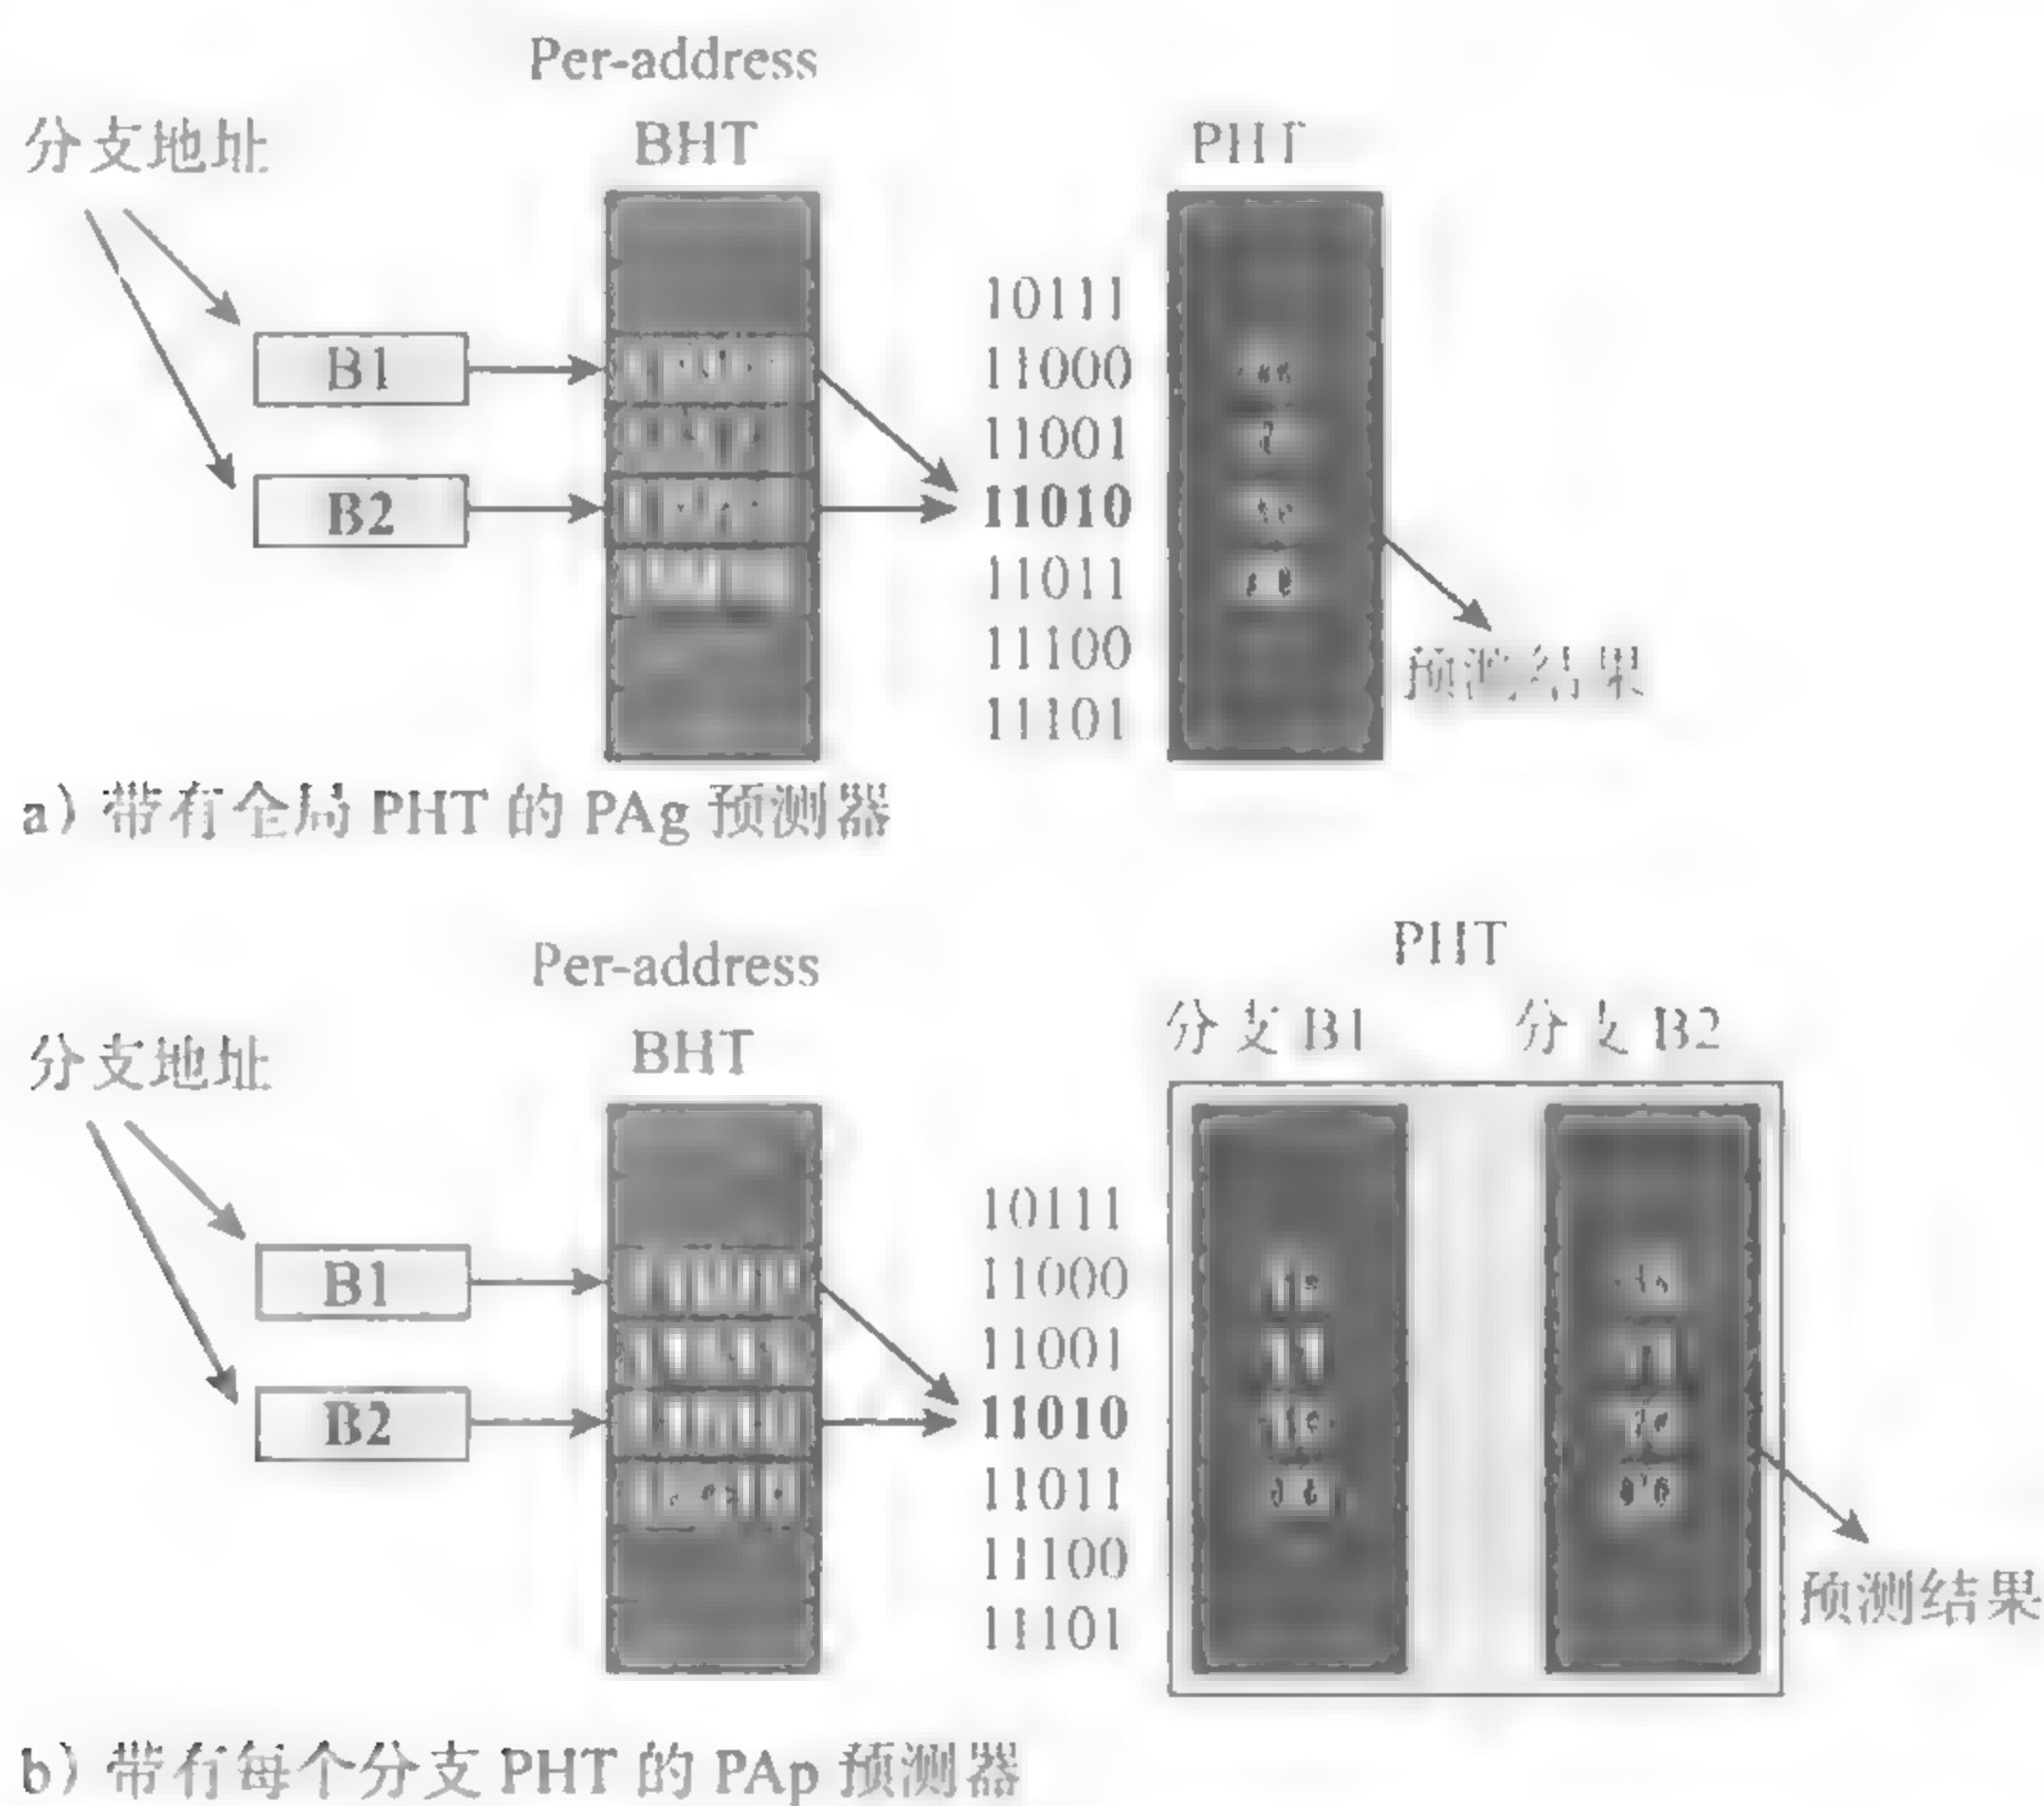 Per-address
分支地址
BHT
PHT
10111
B1
11000
11001
B2
11010
11011
11100
预测结果
11101
a) 带有全局 PHT 的 PAg 预测器
PHT
Per-address
分支 B1
分支 B2
分支地址
BHT
10111
B1
11000
11001
B2
11010
11011
11100
预测结果
11101
b) 带有每个分支 PHT 的 PAp 预测器